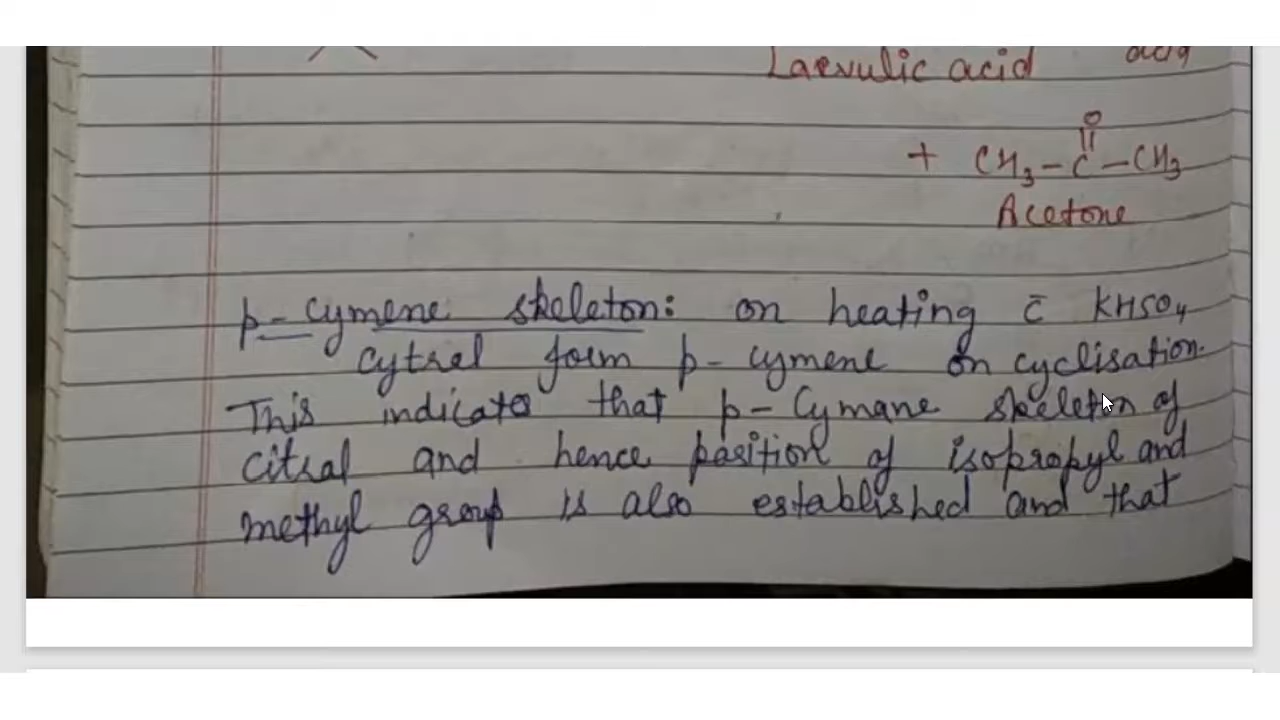 Laevulic acid acid
O
+ CH3-C-CH3
Acetone
p-Cymene skeleton: on heating c̄ KHSO4
Cytral form p-cymene on cyclisation.
This indicate that p-Cymane skeleton of
citral and hence position of isopropyl and
methyl group is also established and that